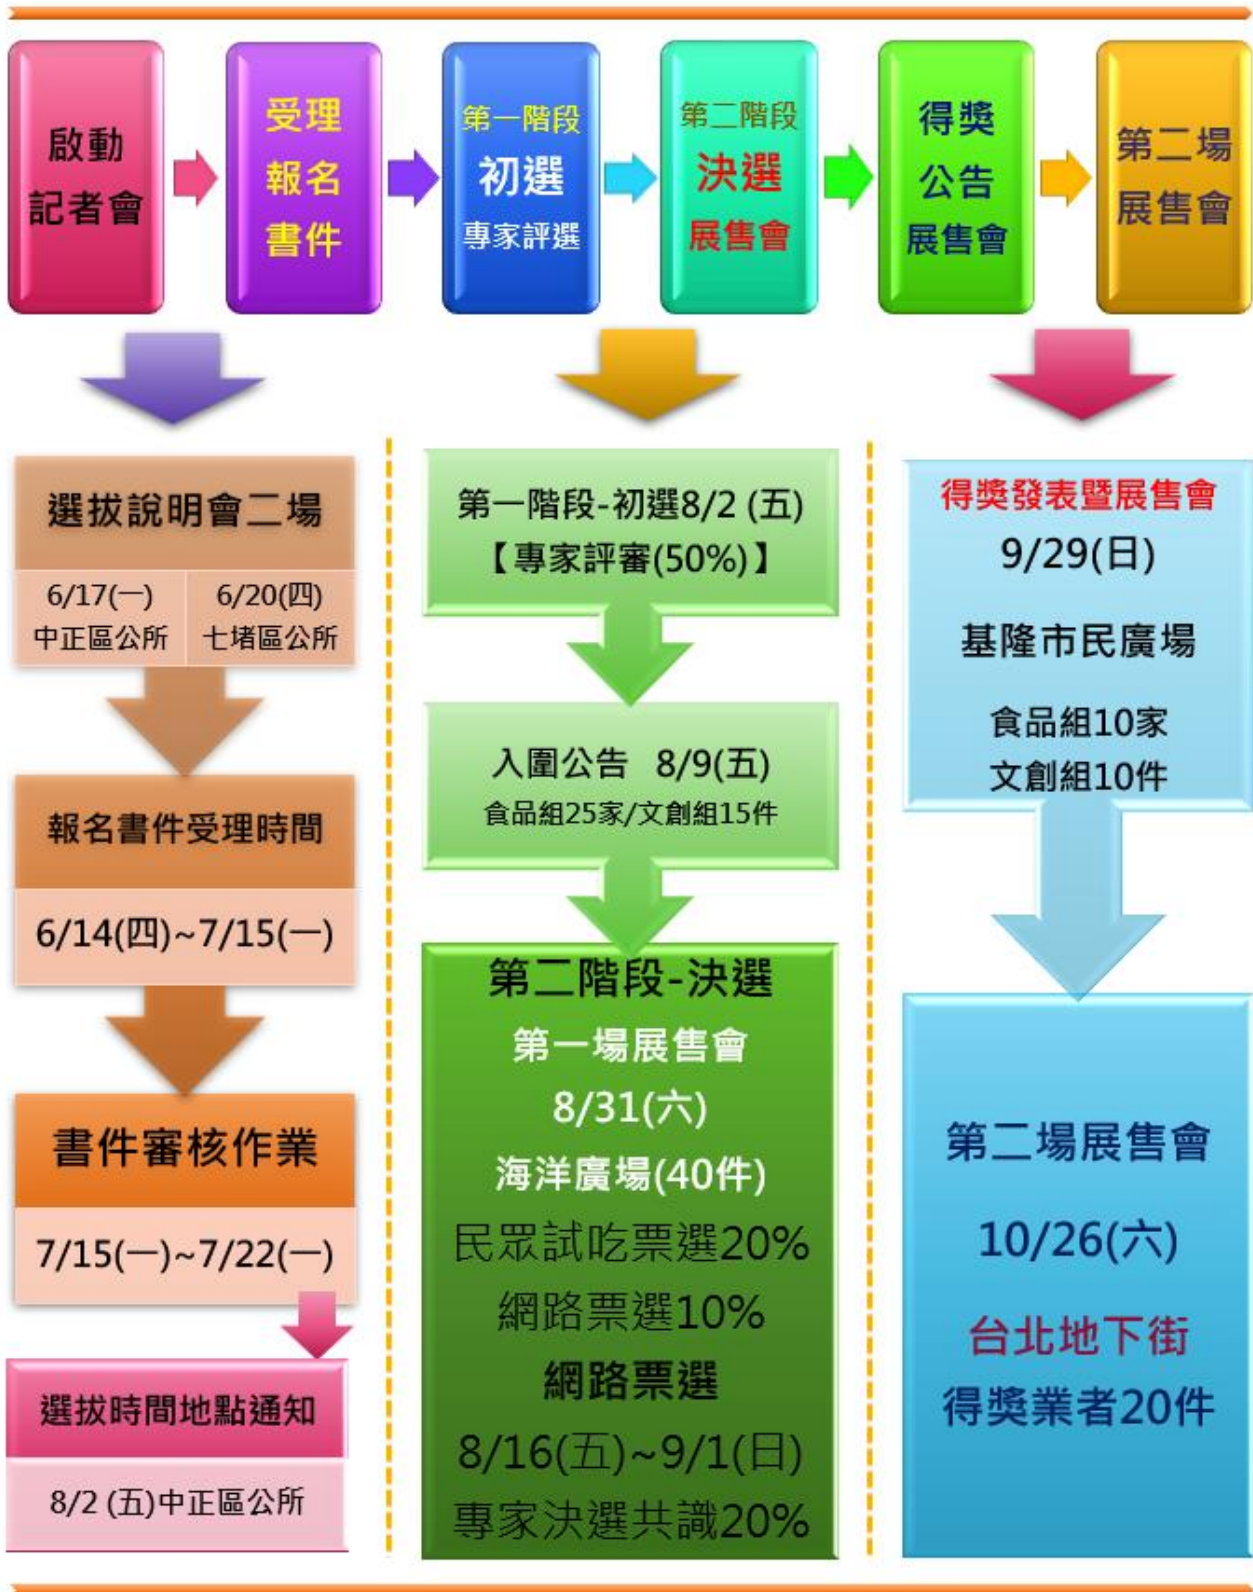 啟動
記者會
受理
報名
書件
第一階段
初選
專家評選
第二階段
決選
展售會
得獎
公告
展售會
第二場
展售會
選拔說明會二場
6/17(一)
中正區公所
6/20(四)
七堵區公所
報名書件受理時間
6/14(四)~7/15(一)
書件審核作業
7/15(一)~7/22(一)
選拔時間地點通知
8/2 (五)中正區公所
第一階段-初選8/2 (五)
【專家評審(50%)】
入圍公告 8/9(五)
食品組25家/文創組15件
第二階段-決選
第一場展售會
8/31(六)
海洋廣場(40件)
民眾試吃票選20%
網路票選10%
網路票選
8/16(五)~9/1(日)
專家決選共識20%
得獎發表暨展售會
9/29(日)
基隆市民廣場
食品組10家
文創組10件
第二場展售會
10/26(六)
台北地下街
得獎業者20件